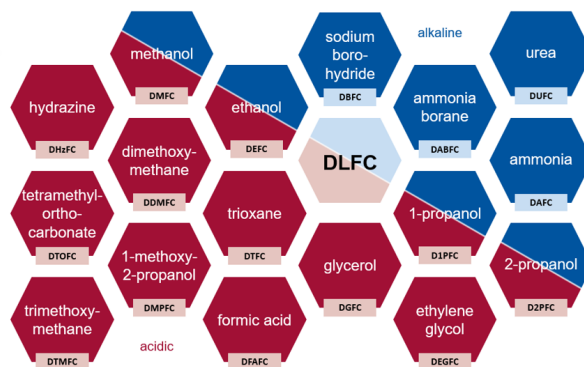 methanol
DMFC
sodium
boro-
hydride
DBFC
alkaline
urea
DUFC
hydrazine
DHzFC
ethanol
DEFC
ammonia
borane
DABFC
dimethoxy-
methane
DDMFC
DLFC
ammonia
DAFC
tetramethyl-
ortho-
carbonate
DTOFC
trioxane
DTFC
1-propanol
D1PFC
1-methoxy-
2-propanol
DMPFC
glycerol
DGFC
2-propanol
D2PFC
trimethoxy-
methane
DTMFC
acidic
formic acid
DFAFC
ethylene
glycol
DEGFC